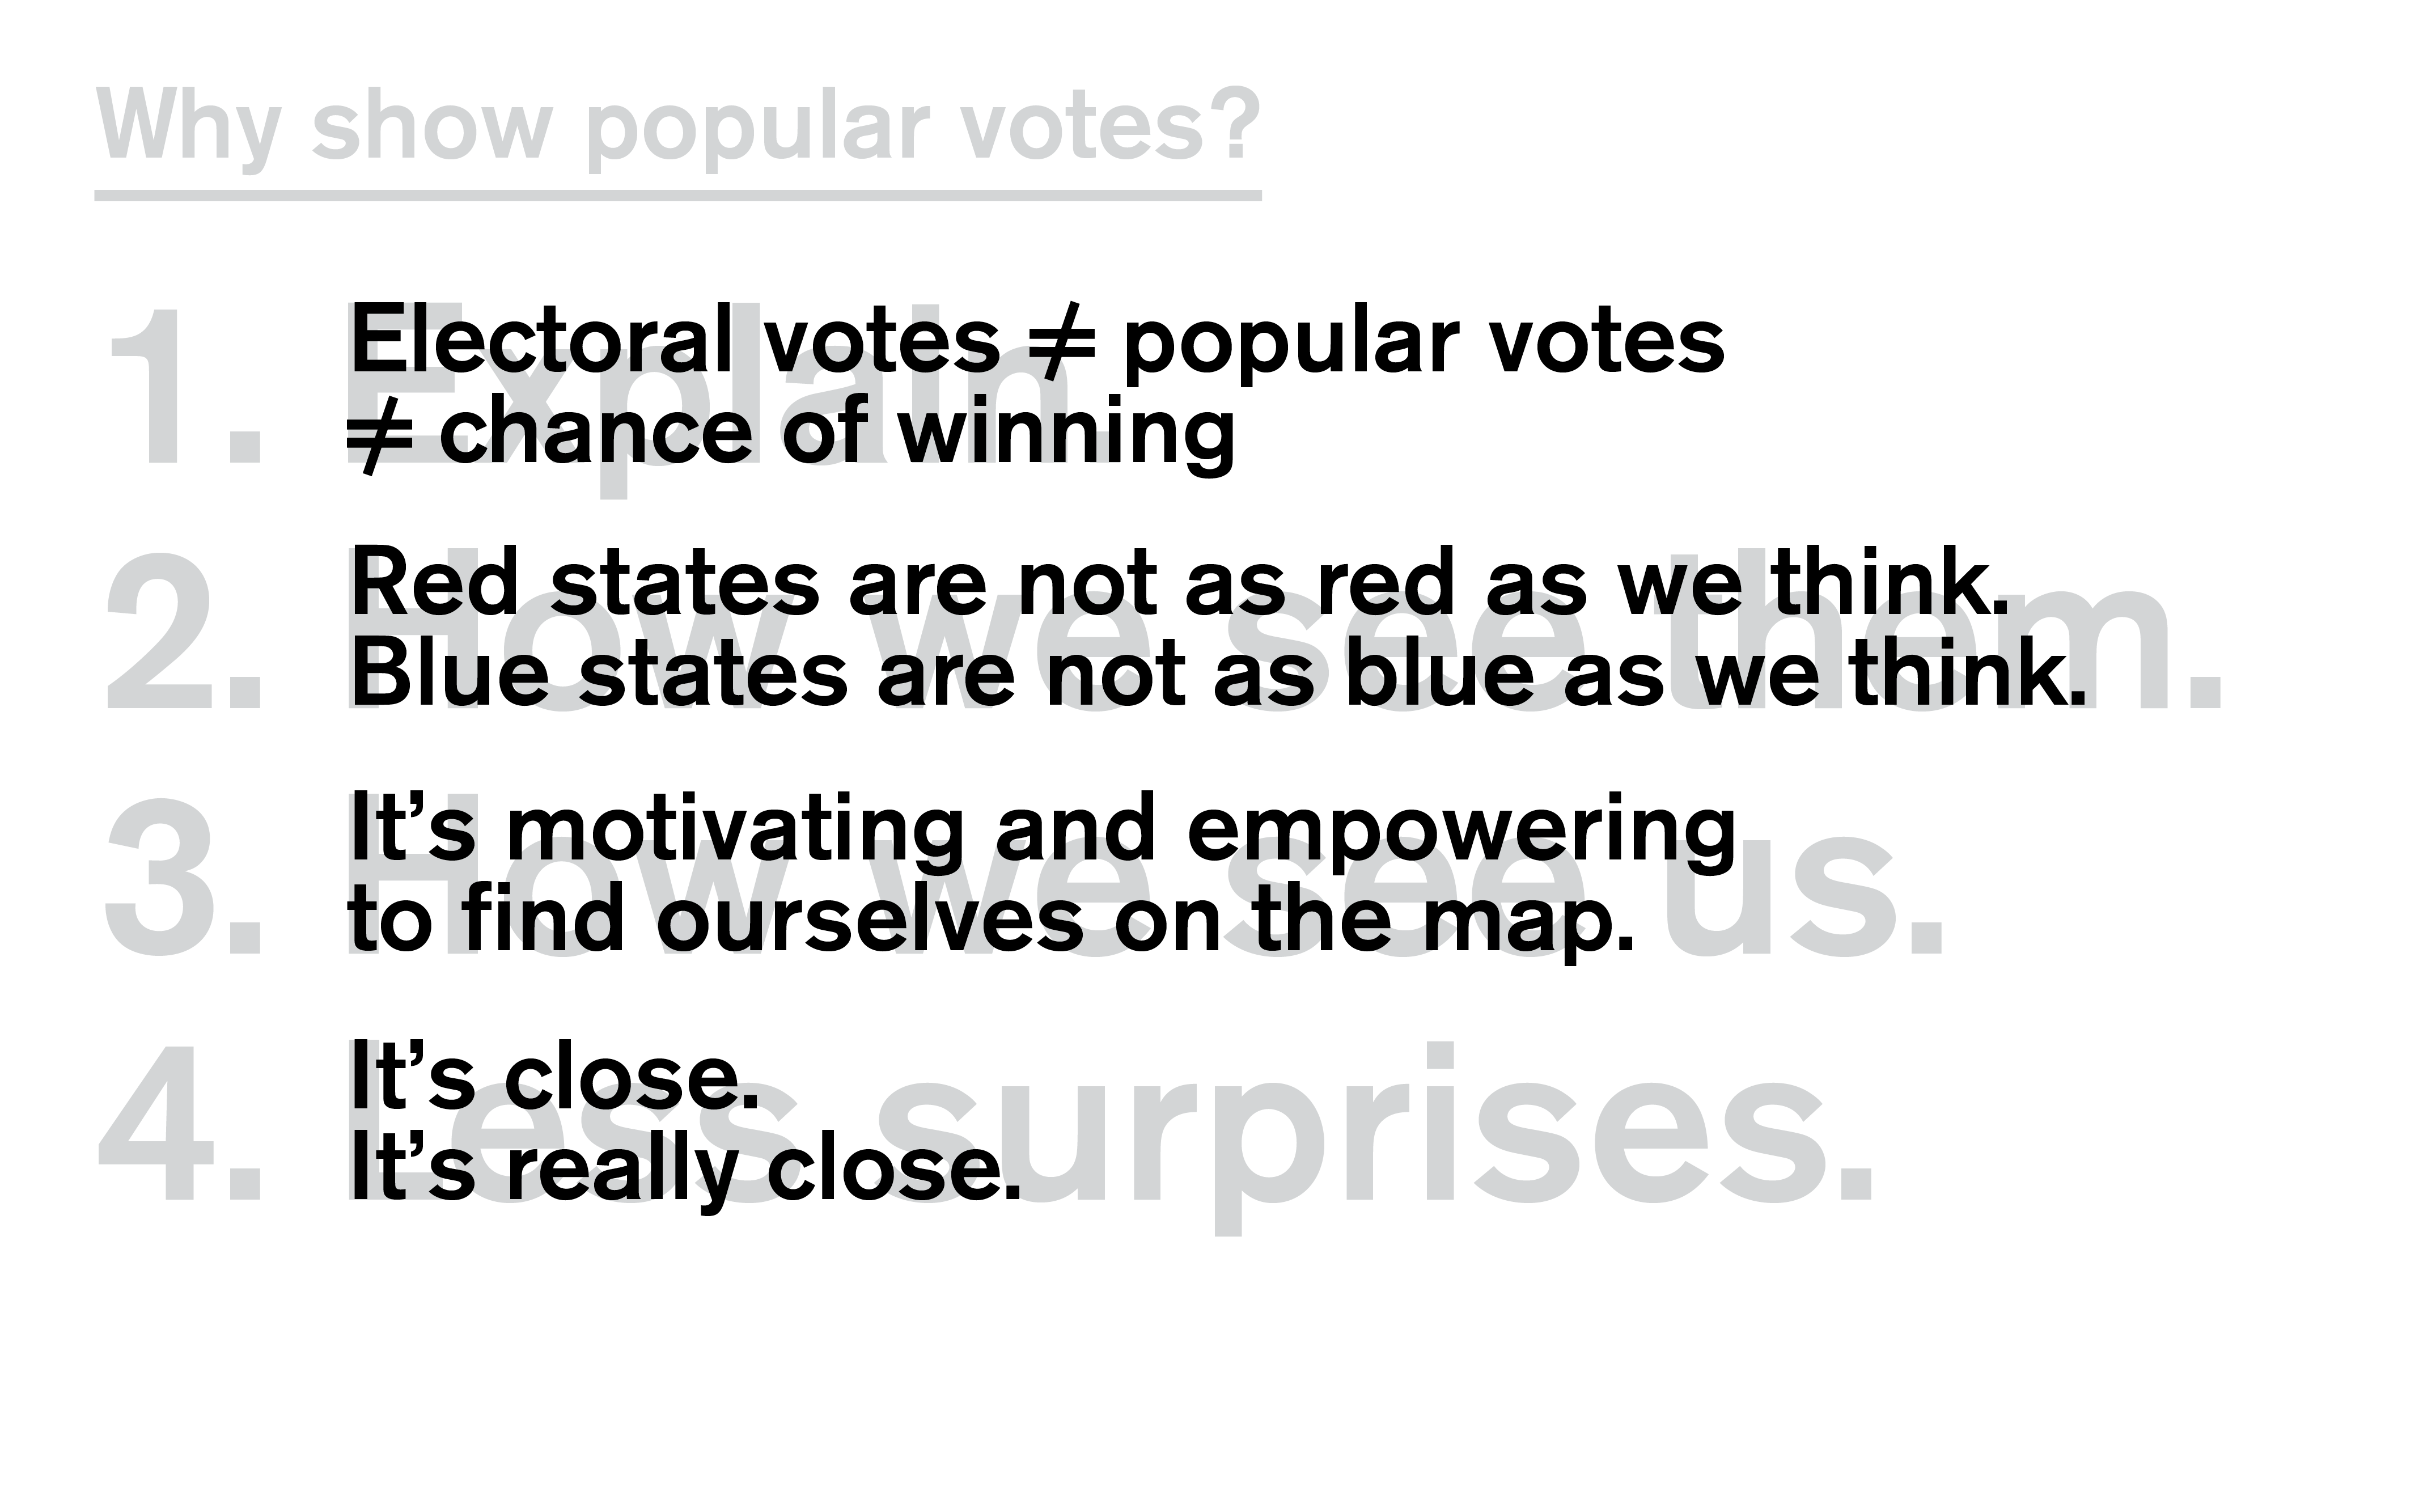 Why show popular votes?
1. Explain.
Electoral votes ≠ popular votes
≠ chance of winning
2. How we see them.
Red states are not as red as we think.
Blue states are not as blue as we think.
3. How we see us.
It’s motivating and empowering
to find ourselves on the map.
4. Less surprises.
It’s close.
It’s really close.